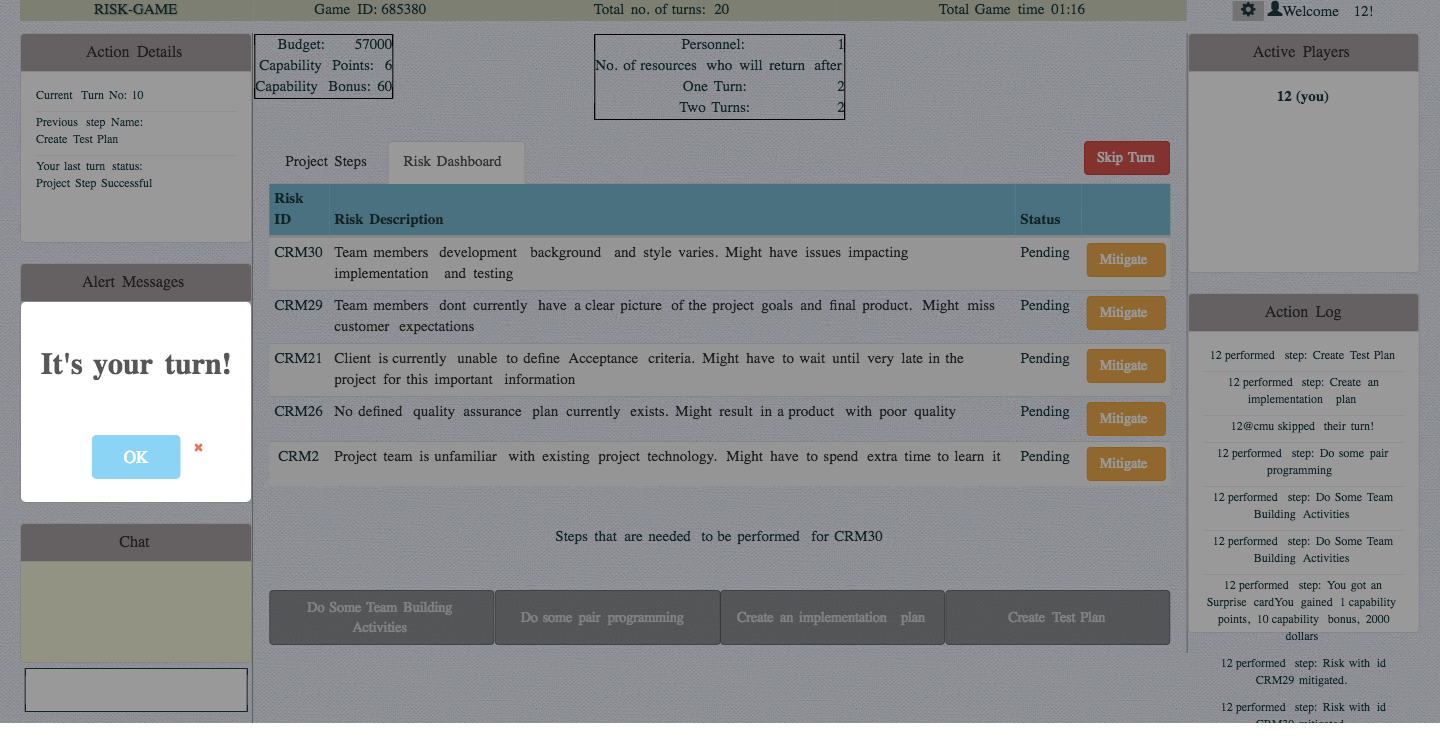 RISK-GAME
Game ID: 685380
Total no. of turns: 20
Total Game time 01:16
Welcome 12!
Action Details
Current Turn No: 10
Previous step Name:
Create Test Plan
Your last turn status:
Project Step Successful
Alert Messages
It's your turn!
OK
Chat
Budget: 57000
Capability Points: 6
Capability Bonus: 60
Personnel: 1
No. of resources who will return after
One Turn: 2
Two Turns: 2
Project Steps
Risk Dashboard
Skip Turn
Risk
ID
Risk Description
Status
CRM30 Team members development background and style varies. Might have issues impacting
implementation and testing
Pending
Mitigate
CRM29 Team members dont currently have a clear picture of the project goals and final product. Might miss
customer expectations
Pending
Mitigate
CRM21 Client is currently unable to define Acceptance criteria. Might have to wait until very late in the
project for this important information
Pending
Mitigate
CRM26 No defined quality assurance plan currently exists. Might result in a product with poor quality
Pending
Mitigate
CRM2 Project team is unfamiliar with existing project technology. Might have to spend extra time to learn it
Pending
Mitigate
Steps that are needed to be performed for CRM30
Do Some Team Building
Activities
Do some pair programming
Create an implementation plan
Create Test Plan
Active Players
12 (you)
Action Log
12 performed step: Create Test Plan
12 performed step: Create an
implementation plan
12@cmu skipped their turn!
12 performed step: Do some pair
programming
12 performed step: Do Some Team
Building Activities
12 performed step: Do Some Team
Building Activities
12 performed step: You got an
Surprise cardYou gained 1 capability
points, 10 capability bonus, 2000
dollars
12 performed step: Risk with id
CRM29 mitigated.
12 performed step: Risk with id